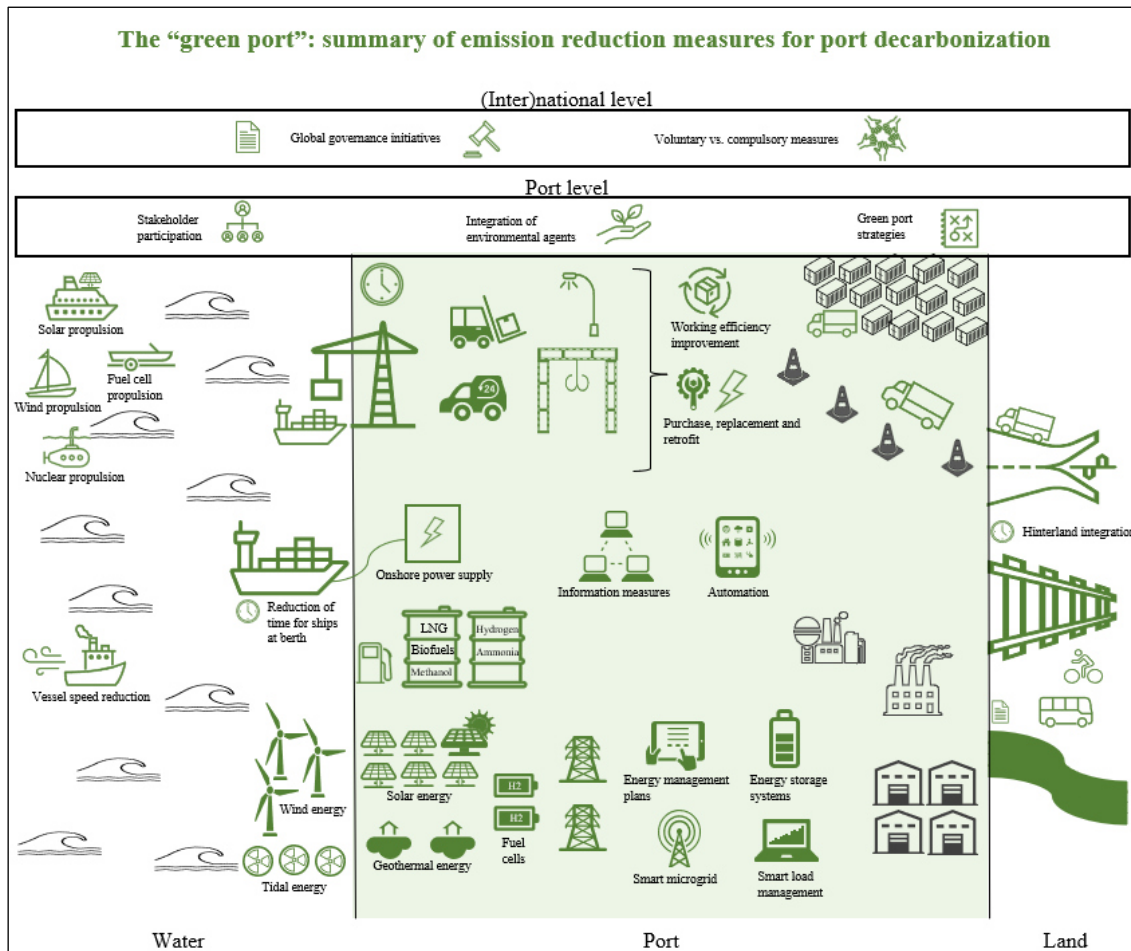 The “green port”: summary of emission reduction measures for port decarbonization
(Inter)national level
Global governance initiatives
Voluntary vs. compulsory measures
Port level
Stakeholder
participation
Integration of
environmental agents
Green port
strategies
Solar propulsion
Fuel cell
propulsion
Wind propulsion
Nuclear propulsion
24
Working efficiency
improvement
Purchase, replacement and
retrofit
Hinterland integration
Onshore power supply
Information measures
Automation
Reduction of
time for ships
at berth
LNG
Biofuels
Methanol
Hydrogen
Ammonia
Vessel speed reduction
Wind energy
Solar energy
H2
H2
Fuel
cells
Geothermal energy
Tidal energy
Energy management
plans
Energy storage
systems
Smart microgrid
Smart load
management
Water
Port
Land